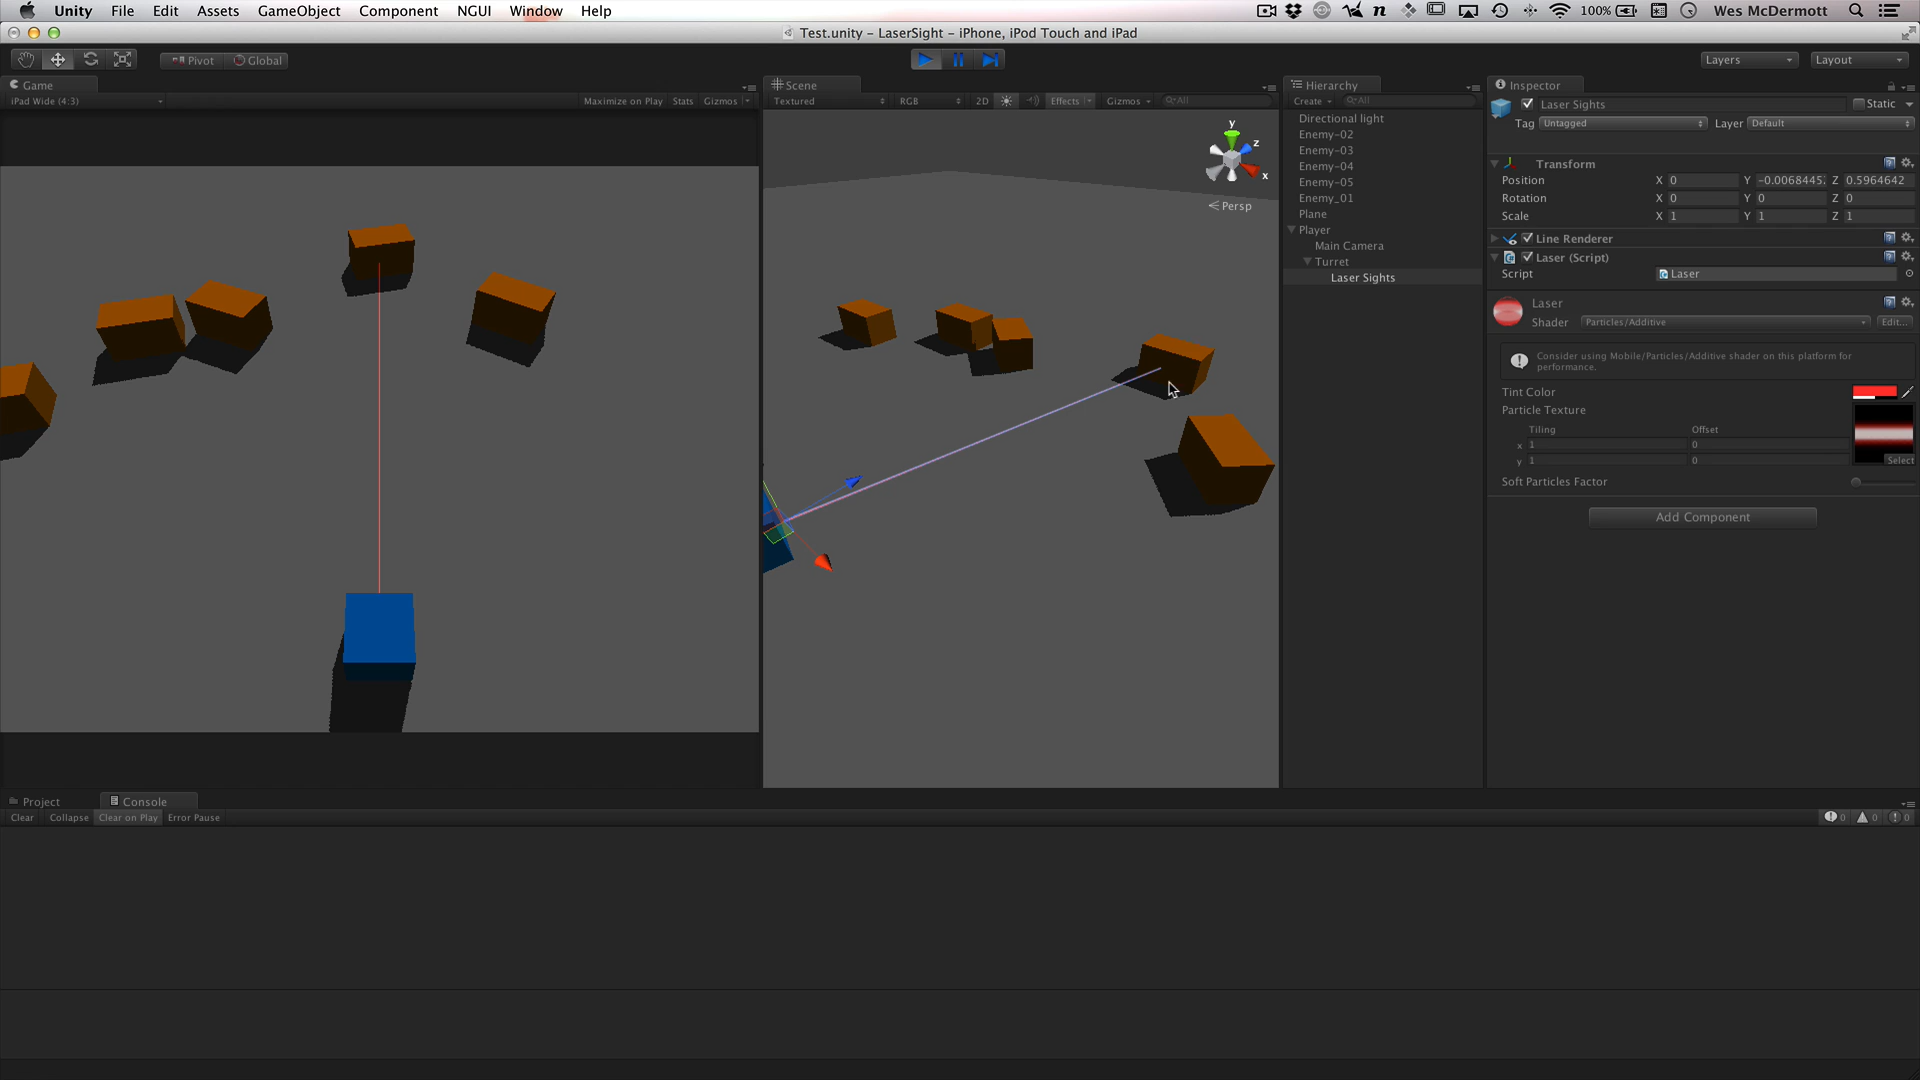 Unity File Edit Assets GameObject Component NGUI Window Help 100% Wes McDermott
Test.unity – LaserSight – iPhone, iPod Touch and iPad
Pivot Global Layers Layout
Game Scene Hierarchy Inspector
iPad Wide (4:3) Maximize on Play Stats Gizmos Textured RGB 2D Effects Gizmos All Create All
Laser Sights Static
Tag Untagged Layer Default
Directional light
Enemy-02
Enemy-03
Enemy-04
Enemy-05
Enemy_01
Plane
Player
Main Camera
Turret
Laser Sights
y
z
x
Persp
Transform
Position X 0 Y -0.00684452 Z 0.5964642
Rotation X 0 Y 0 Z 0
Scale X 1 Y 1 Z 1
Line Renderer
Laser (Script)
Script Laser
Laser
Shader Particles/Additive Edit...
Consider using Mobile/Particles/Additive shader on this platform for
performance.
Tint Color
Particle Texture
Tiling Offset
x 1 0
y 1 0
Select
Soft Particles Factor
Add Component
Project Console
Clear Collapse Clear on Play Error Pause 0 0 0